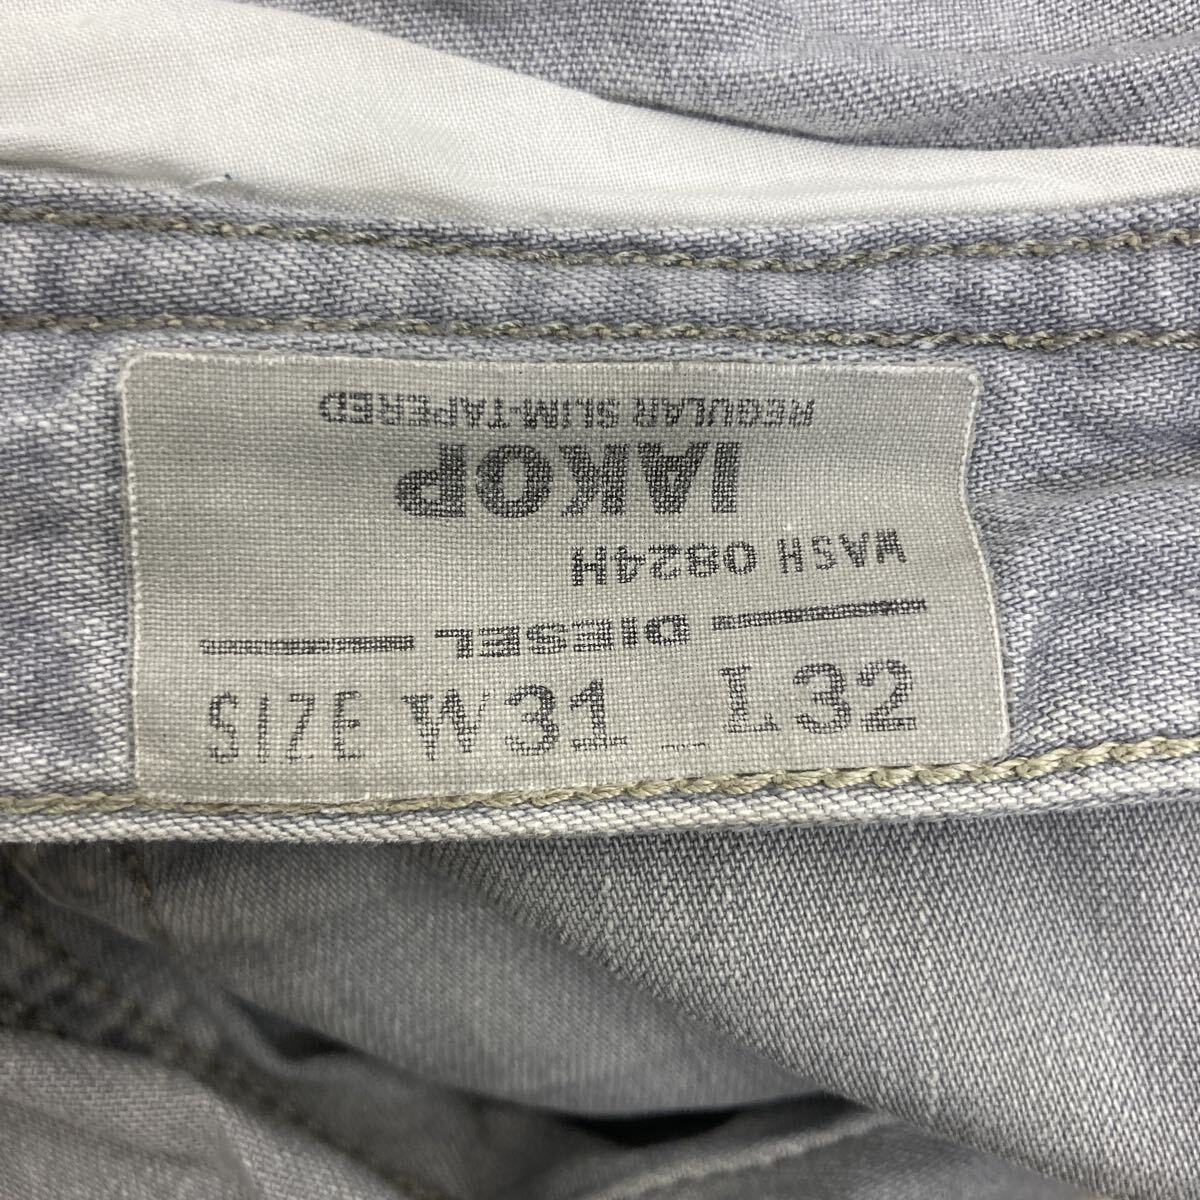 DIESEL
WASH 0824H
IAKOP
REGULAR SLIM-TAPERED
SIZE W31 L32